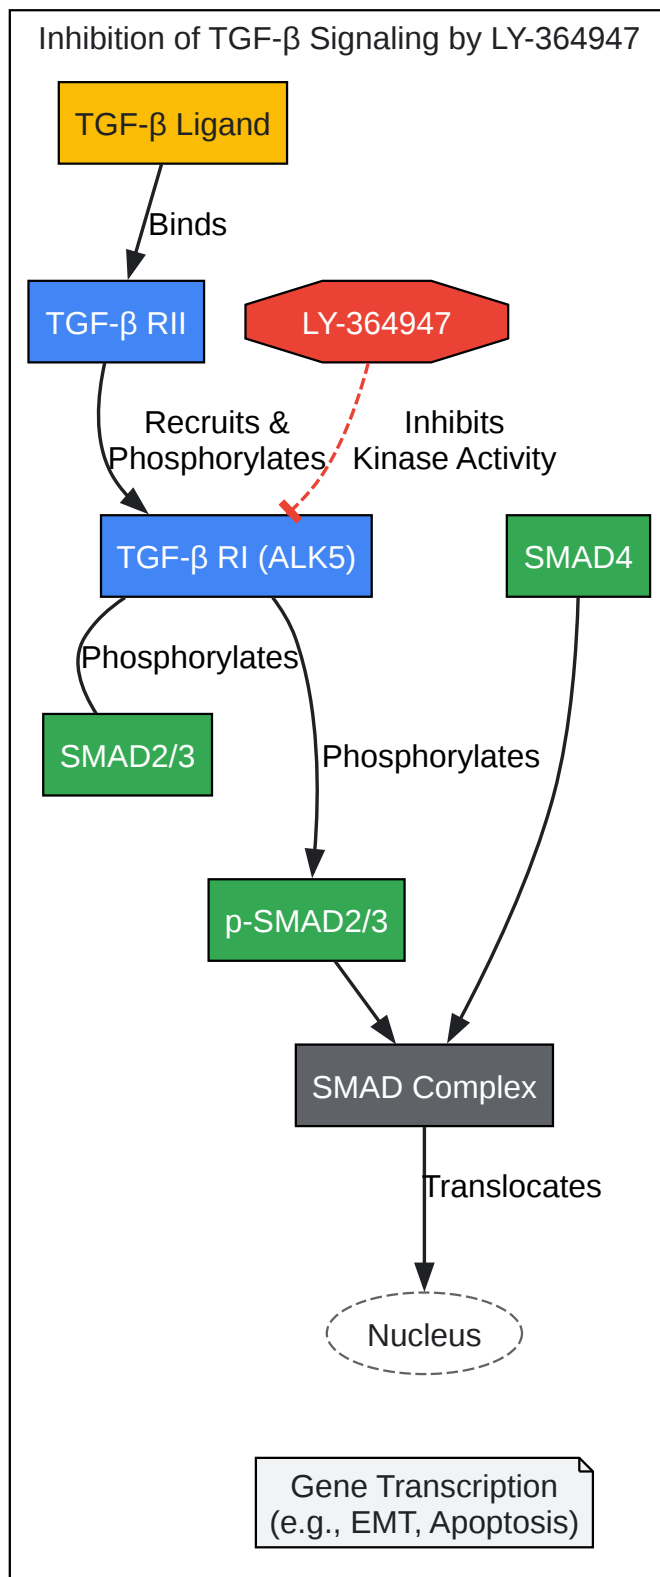 Inhibition of TGF-β Signaling by LY-364947
TGF-β Ligand
Binds
TGF-β RII
LY-364947
Recruits &
Phosphorylates
Inhibits
Kinase Activity
TGF-β RI (ALK5)
SMAD4
Phosphorylates
SMAD2/3
Phosphorylates
p-SMAD2/3
SMAD Complex
Translocates
Nucleus
Gene Transcription
(e.g., EMT, Apoptosis)